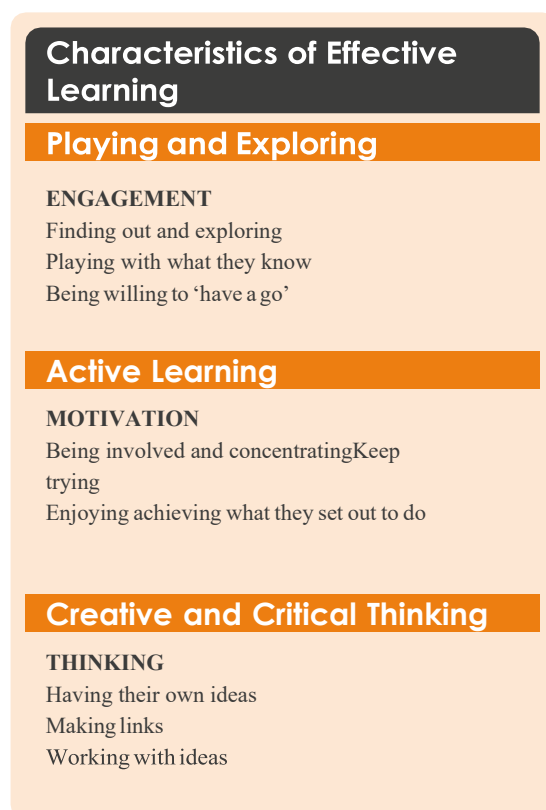 Characteristics of Effective
Learning
Playing and Exploring
ENGAGEMENT
Finding out and exploring
Playing with what they know
Being willing to ‘have a go’
Active Learning
MOTIVATION
Being involved and concentratingKeep
trying
Enjoying achieving what they set out to do
Creative and Critical Thinking
THINKING
Having their own ideas
Making links
Working with ideas